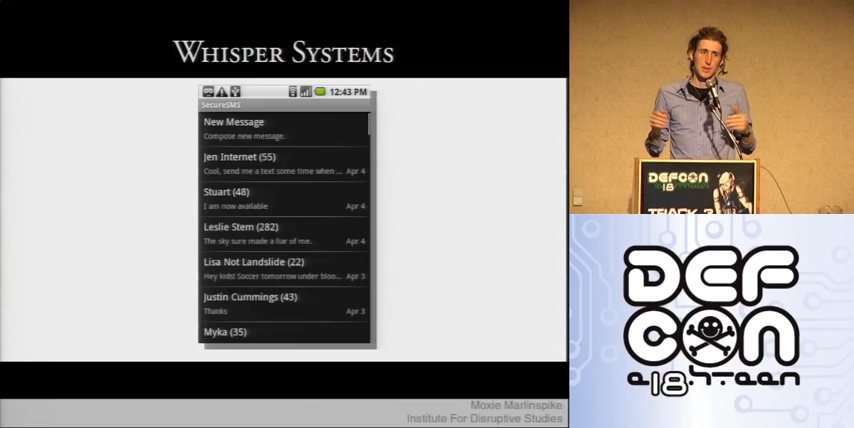 WHISPER SYSTEMS
12:43 PM
SecureSMS
New Message
Compose new message.
Jen Internet (55)
Cool, send me a text some time when ... Apr 4
Stuart (48)
I am now available Apr 4
Leslie Stem (282)
The sky sure made a liar of me. Apr 4
Lisa Not Landslide (22)
Hey kids! Soccer tomorrow under bloo... Apr 3
Justin Cummings (43)
Thanks Apr 3
Myka (35)
Moxie Marlinspike
Institute For Disruptive Studies
DEFCON
18
TRACK 3
DEF
CON
e18h-teen